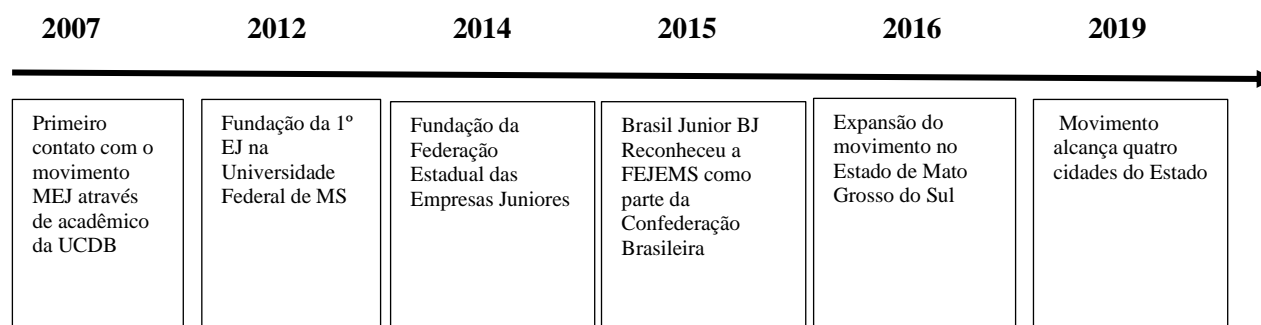 2007 2012 2014 2015 2016 2019
Primeiro
contato com o
movimento
MEJ através
de acadêmico
da UCDB
Fundação da 1º
EJ na
Universidade
Federal de MS
Fundação da
Federação
Estadual das
Empresas Juniores
Brasil Junior BJ
Reconheceu a
FEJEMS como
parte da
Confederação
Brasileira
Expansão do
movimento no
Estado de Mato
Grosso do Sul
Movimento
alcança quatro
cidades do Estado